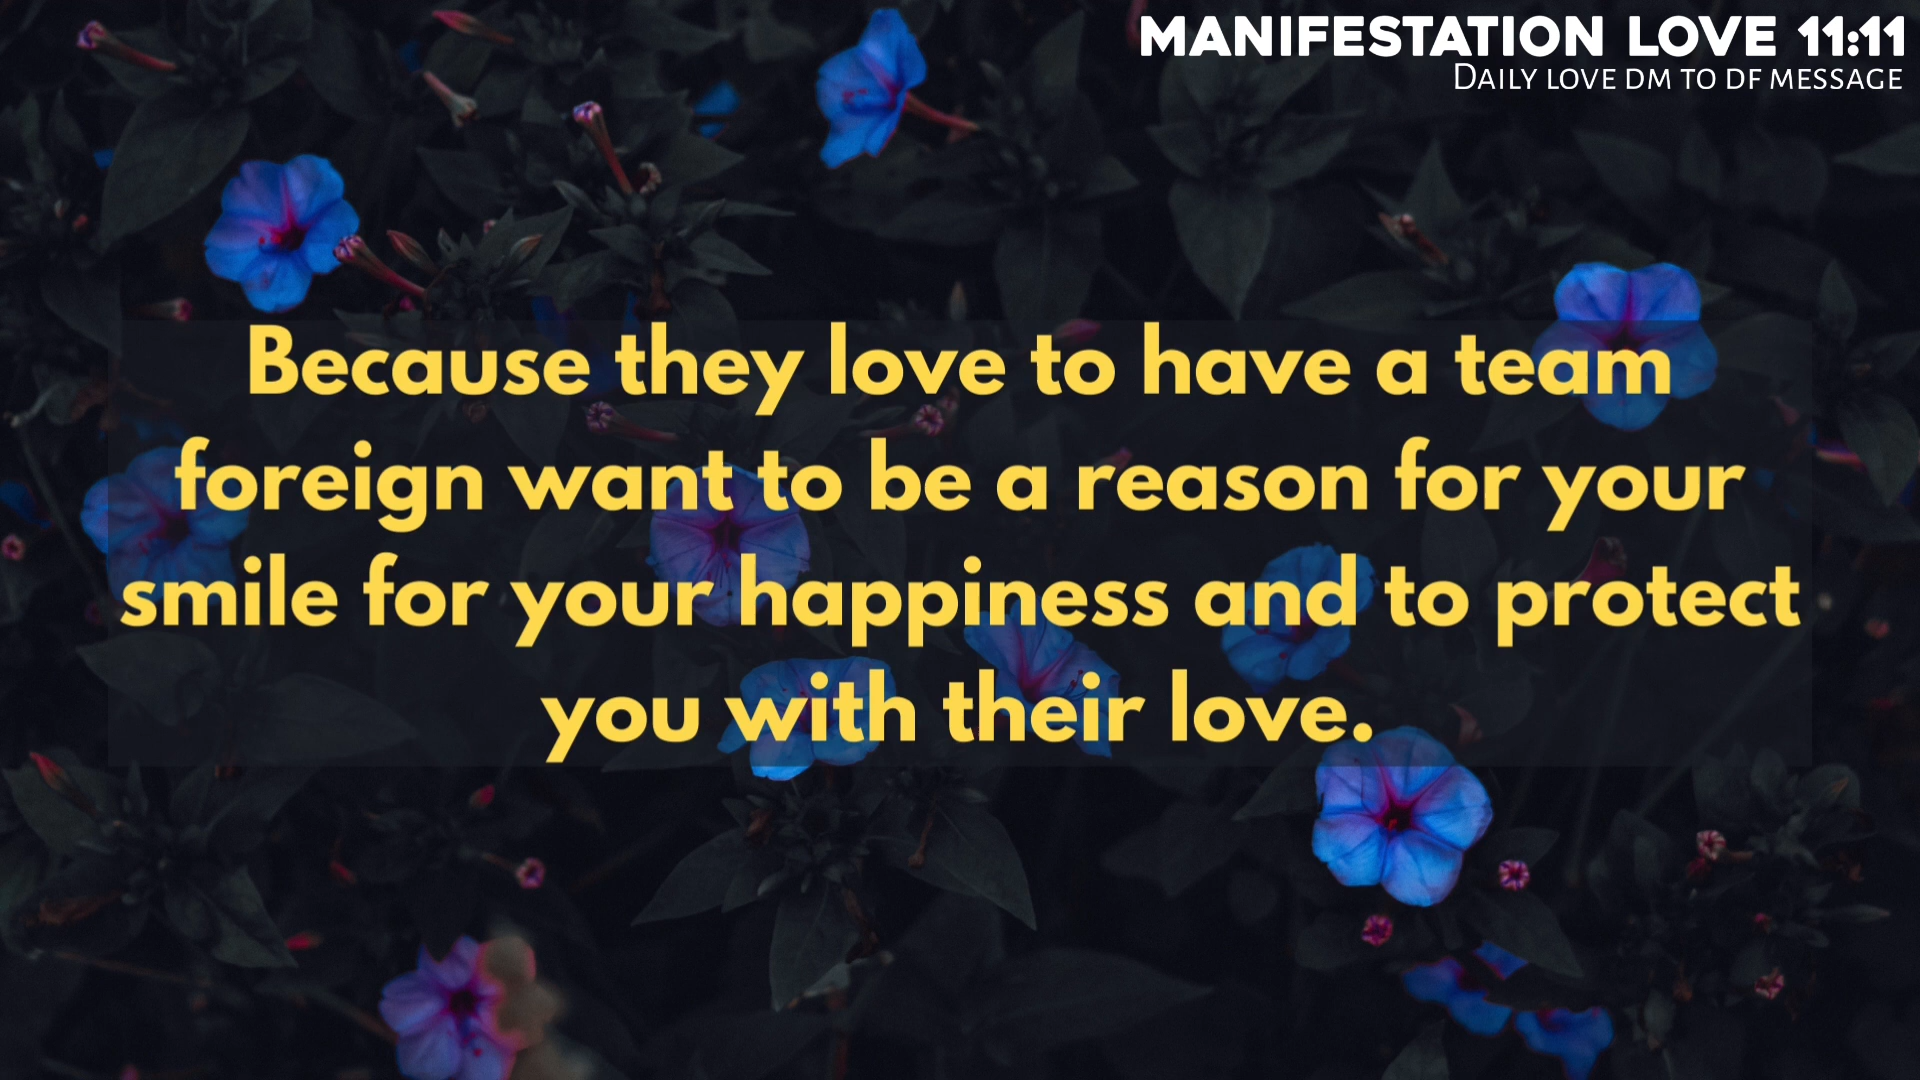 MANIFESTATION LOVE 11:11
DAILY LOVE DM TO DF MESSAGE
Because they love to have a team
foreign want to be a reason for your
smile for your happiness and to protect
you with their love.